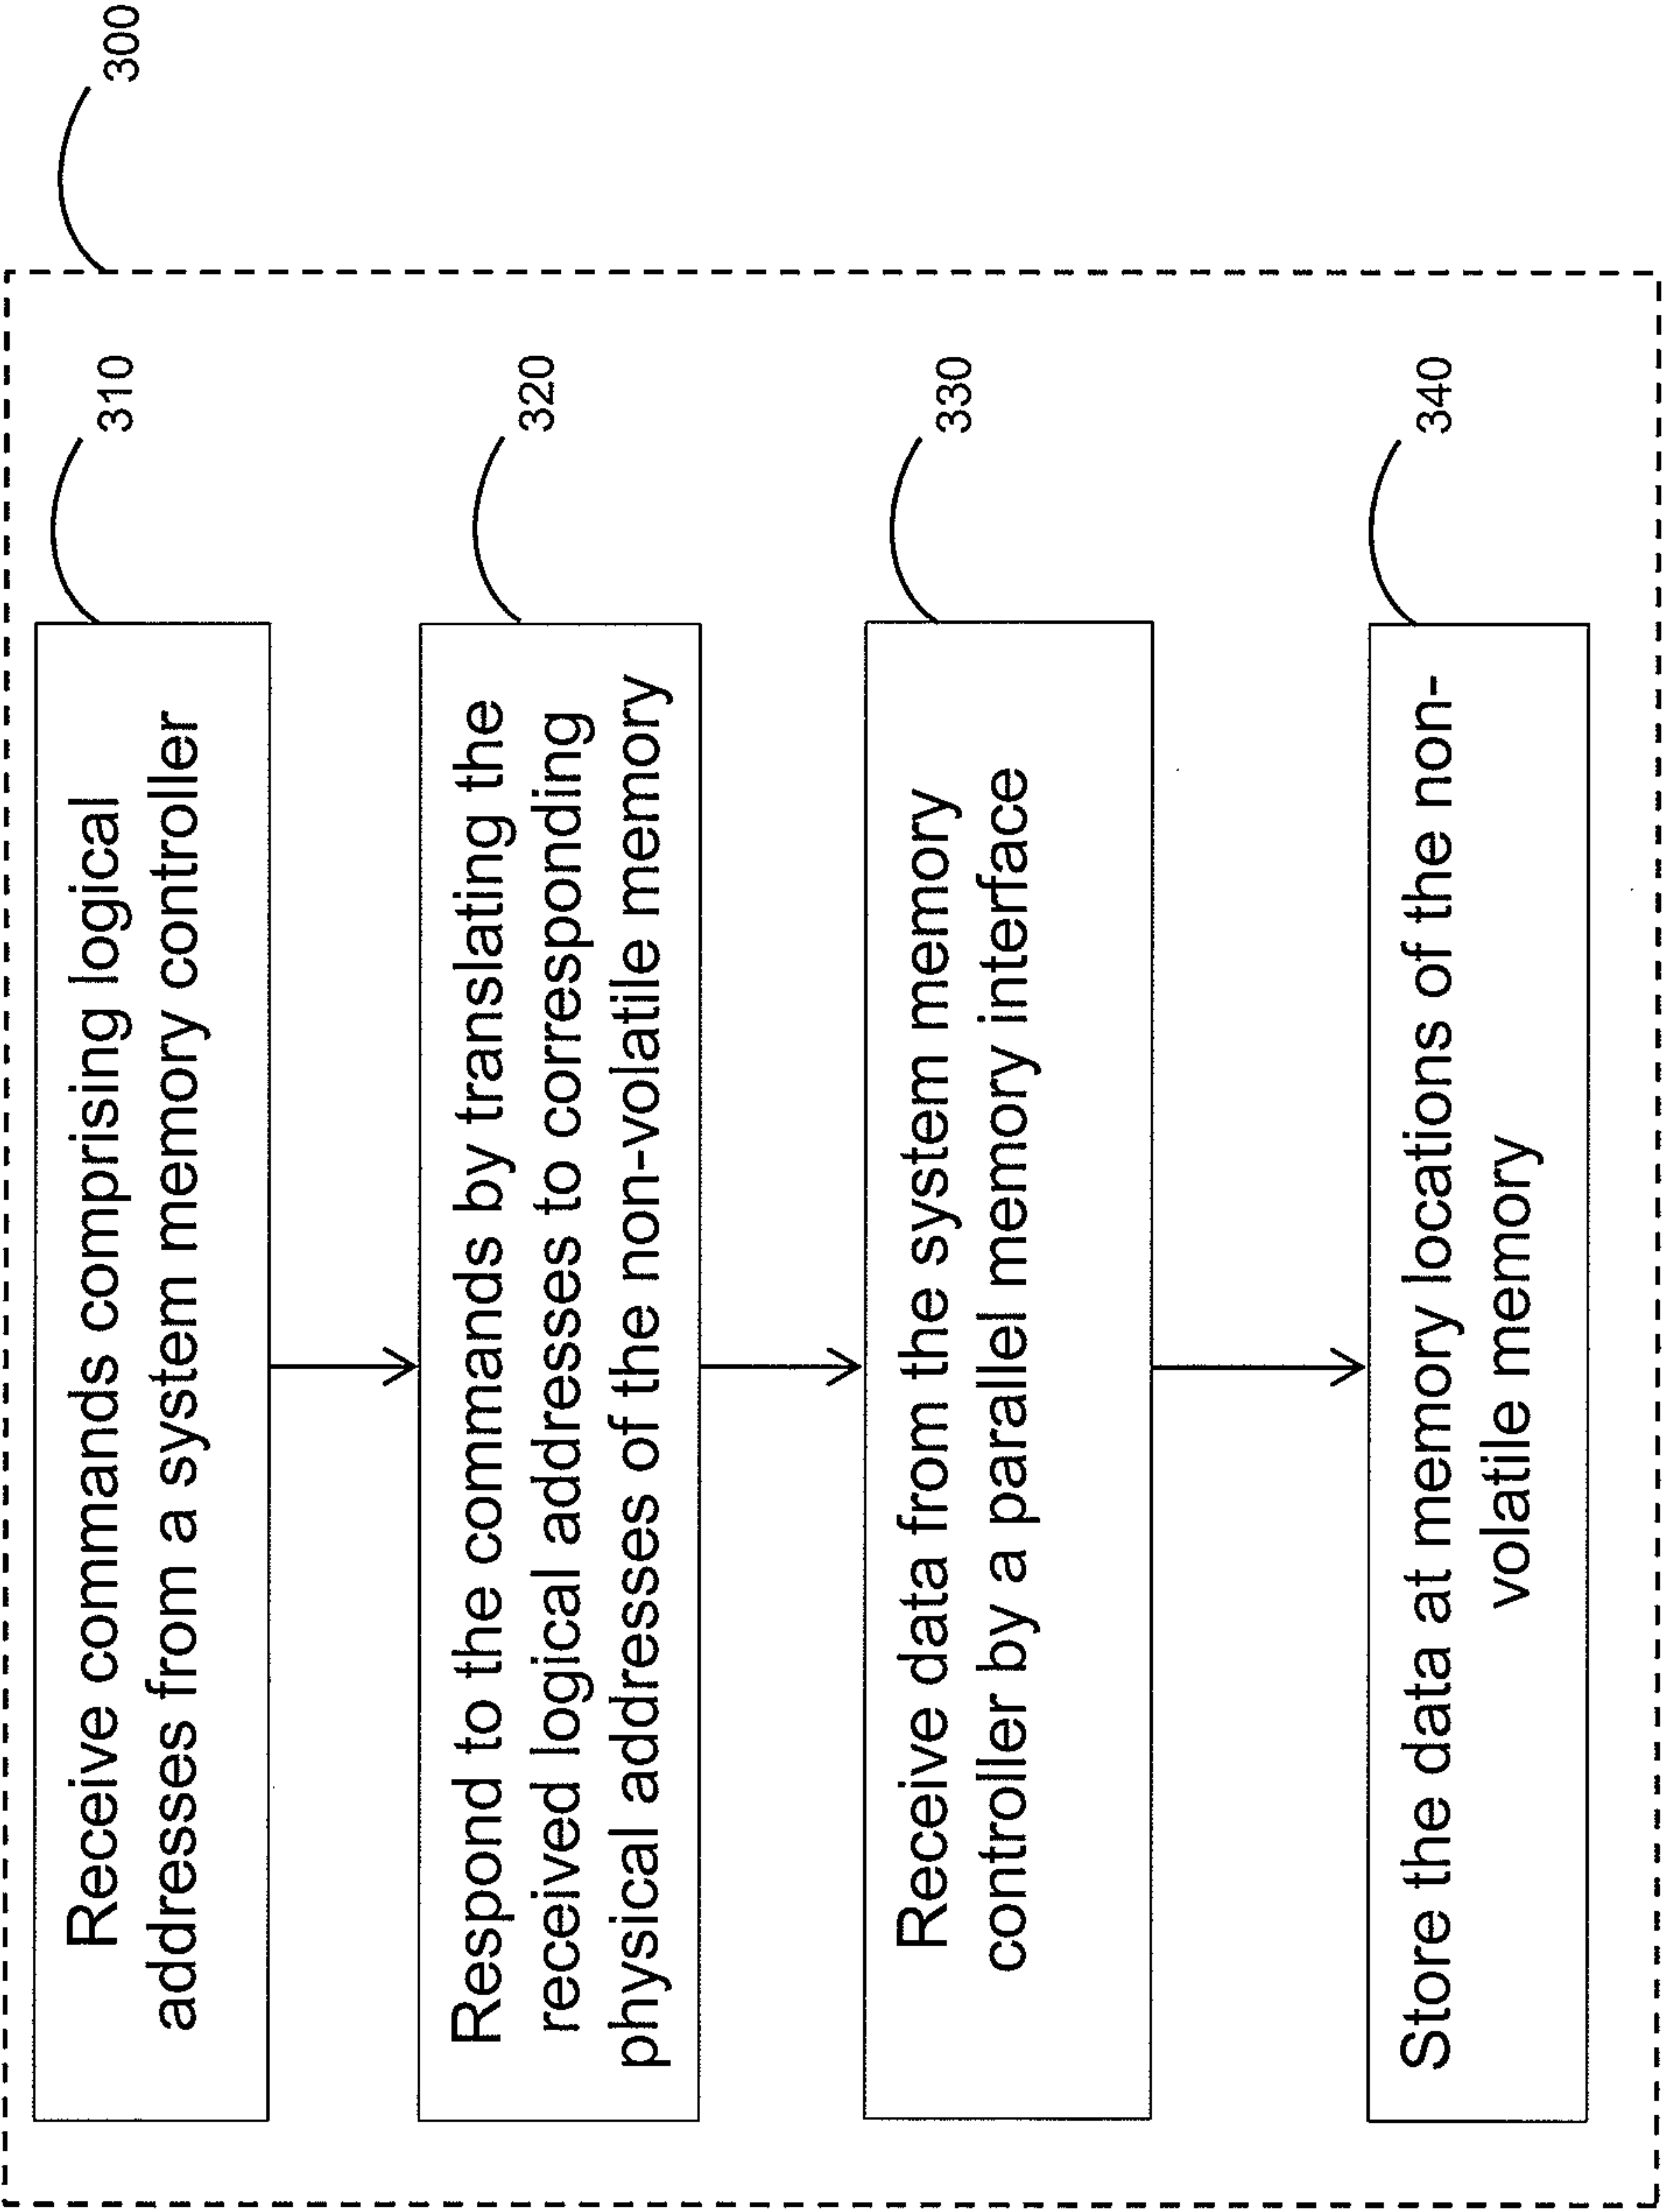 300
310
Receive commands comprising logical
addresses from a system memory controller
320
Respond to the commands by translating the
received logical addresses to corresponding
physical addresses of the non-volatile memory
330
Receive data from the system memory
controller by a parallel memory interface
340
Store the data at memory locations of the non-
volatile memory